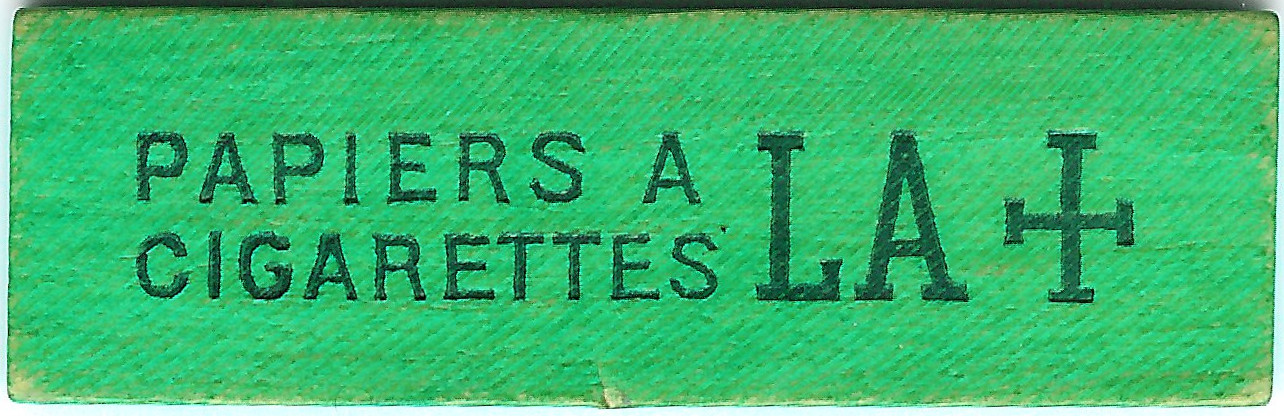 PAPIERS A
CIGARETTES
LA +